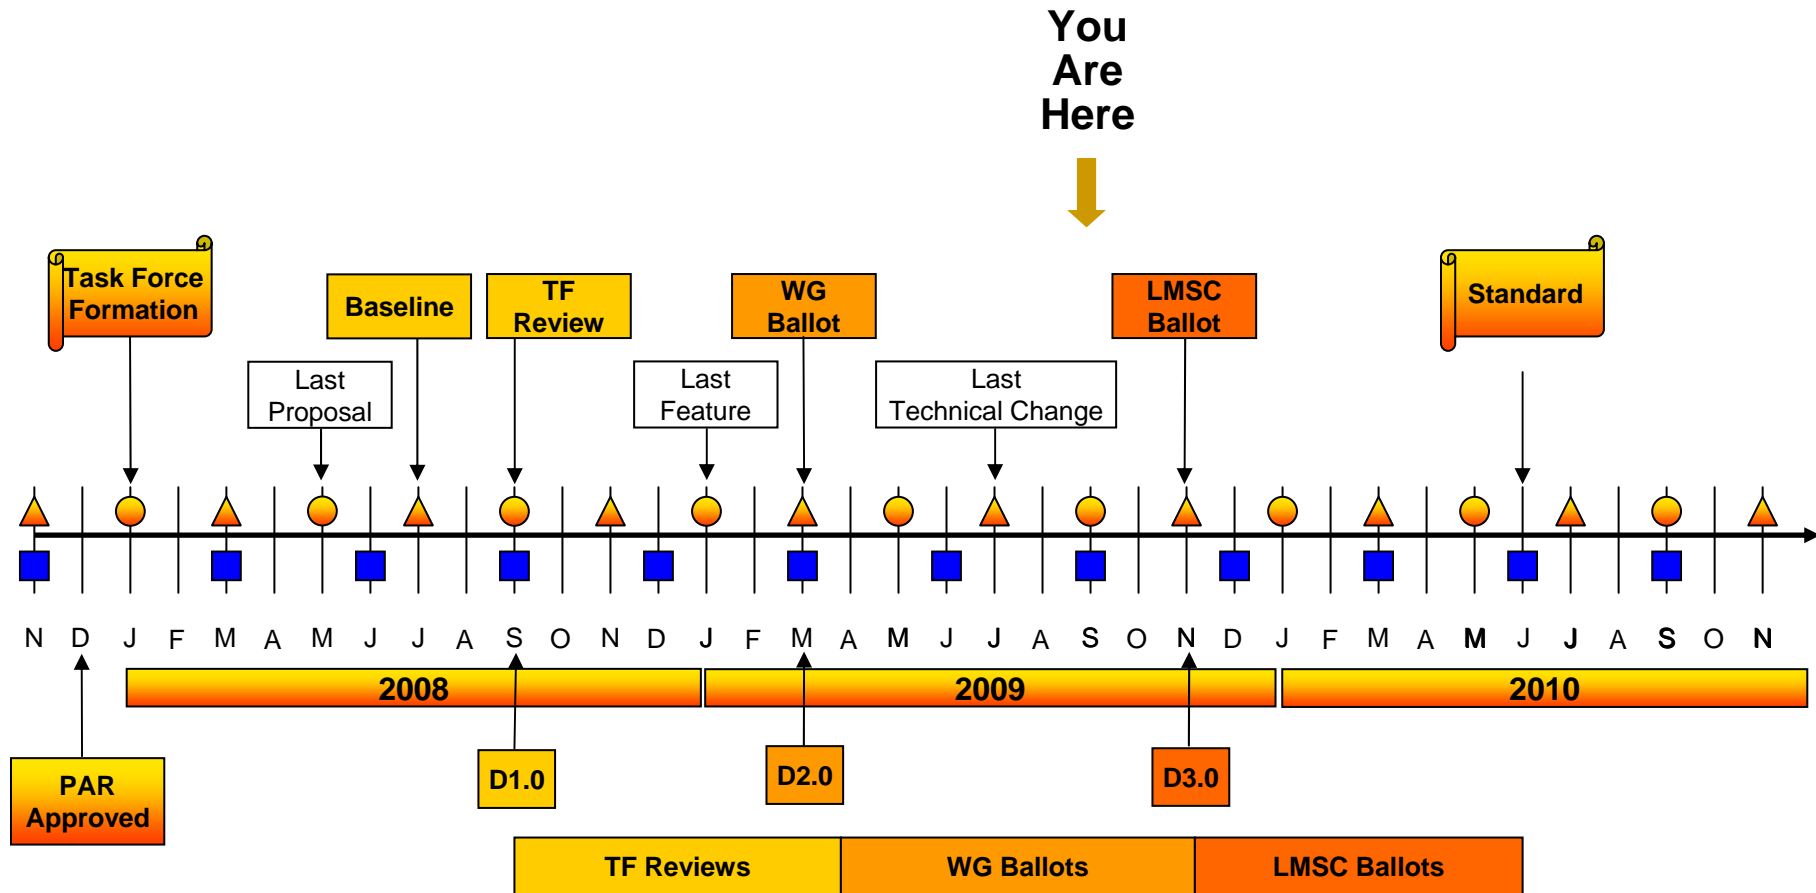 You
Are
Here
Task Force
Formation
Baseline
TF
Review
WG
Ballot
LMSC
Ballot
Standard
Last
Proposal
Last
Feature
Last
Technical Change
N D J F M A M J J A S O N D J F M A M J J A S O N D J F M A M J J A S O N
2008 2009 2010
PAR
Approved
D1.0
D2.0
D3.0
TF Reviews WG Ballots LMSC Ballots